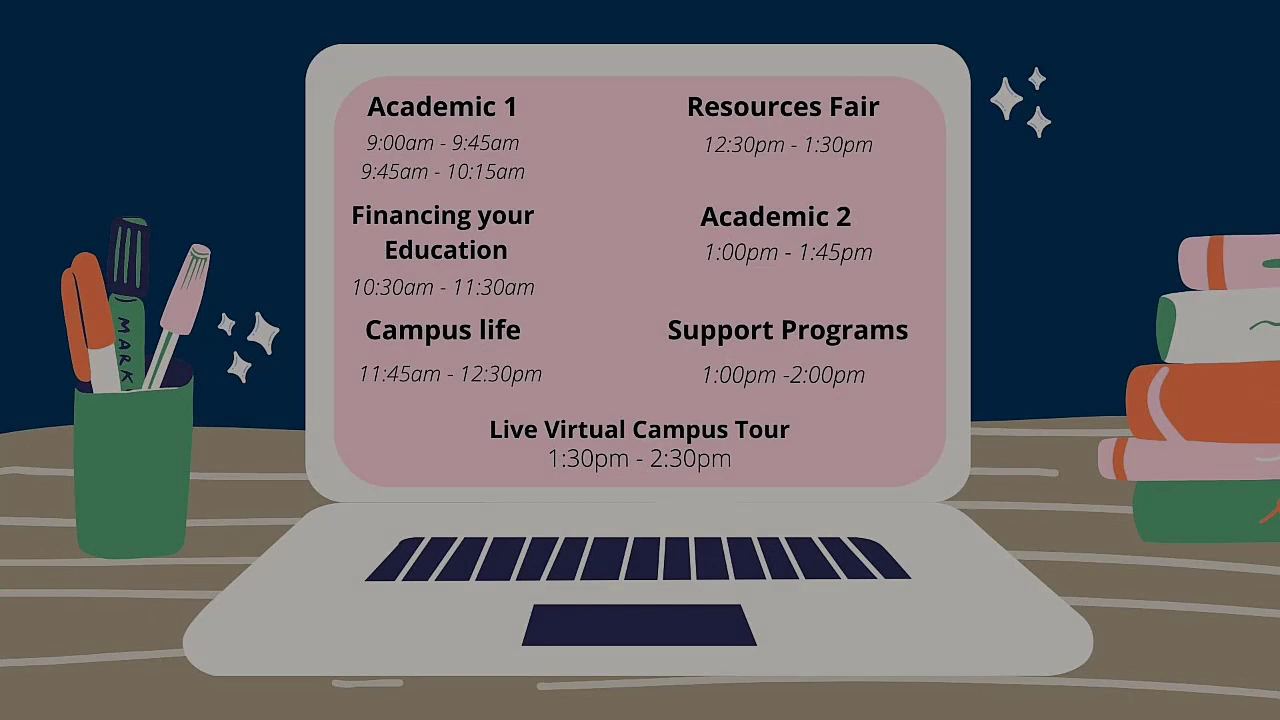 Academic 1
9:00am - 9:45am
9:45am - 10:15am
Financing your
Education
10:30am - 11:30am
Campus life
11:45am - 12:30pm
Resources Fair
12:30pm - 1:30pm
Academic 2
1:00pm - 1:45pm
Support Programs
1:00pm -2:00pm
Live Virtual Campus Tour
1:30pm - 2:30pm
MARK